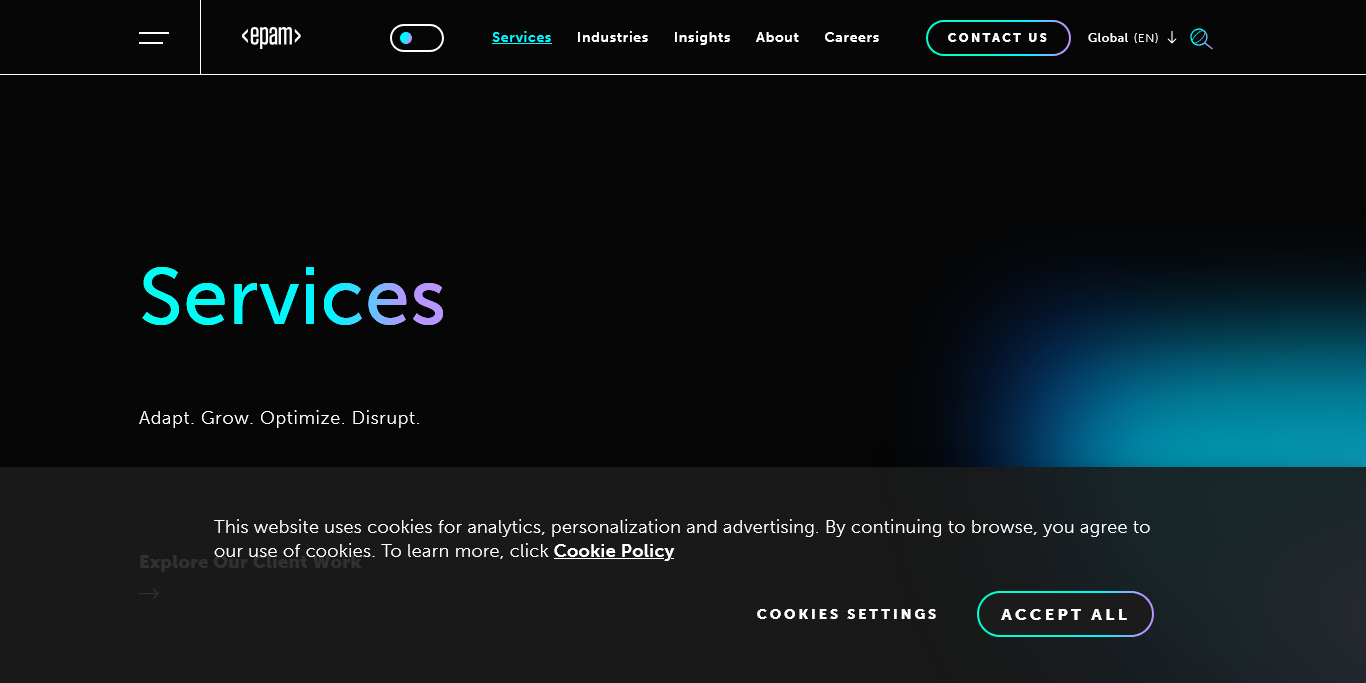 <epam>
Services
Industries
Insights
About
Careers
CONTACT US
Global (EN)
Services
Adapt. Grow. Optimize. Disrupt.
This website uses cookies for analytics, personalization and advertising. By continuing to browse, you agree to
our use of cookies. To learn more, click Cookie Policy
Explore Our Client Work
COOKIES SETTINGS
ACCEPT ALL